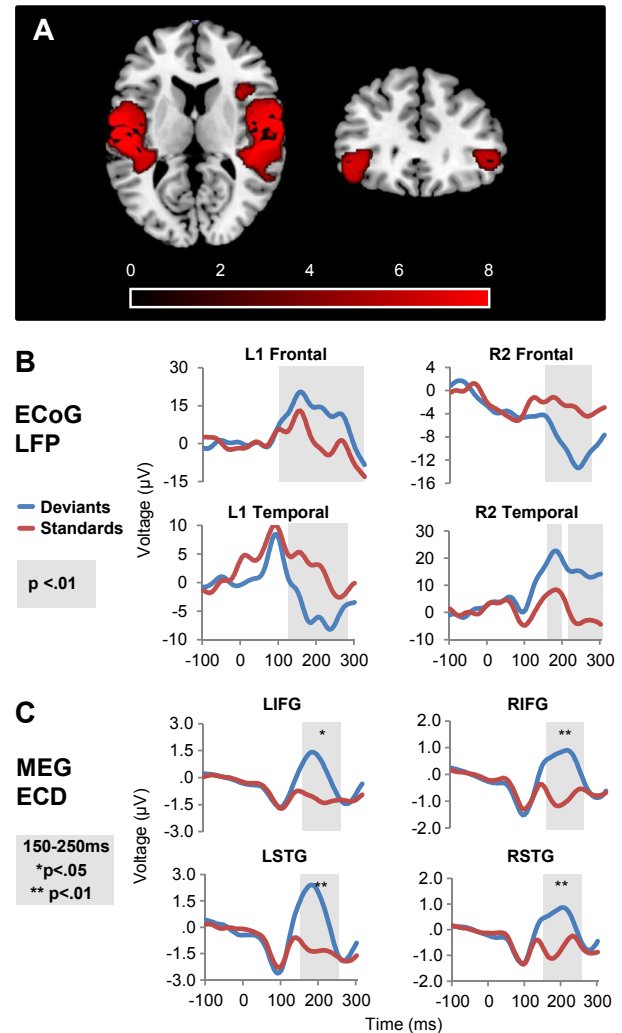 A
0 2 4 6 8
B
ECoG
LFP
Deviants
Standards
p <.01
Voltage (μV)
L1 Frontal
30
15
0
-15
R2 Frontal
4
0
-4
-8
-12
-16
L1 Temporal
10
5
0
-5
-10
-100 0 100 200 300
R2 Temporal
30
20
10
0
-10
-100 0 100 200 300
C
MEG
ECD
150-250ms
*p<.05
** p<.01
Voltage (μV)
LIFG
3.0
1.5
.0
-1.5
-3.0
*
RIFG
2.0
1.0
.0
-1.0
-2.0
**
LSTG
3.0
1.5
.0
-1.5
-3.0
**
-100 0 100 200 300
RSTG
2.0
1.0
.0
-1.0
-2.0
**
-100 0 100 200 300
Time (ms)